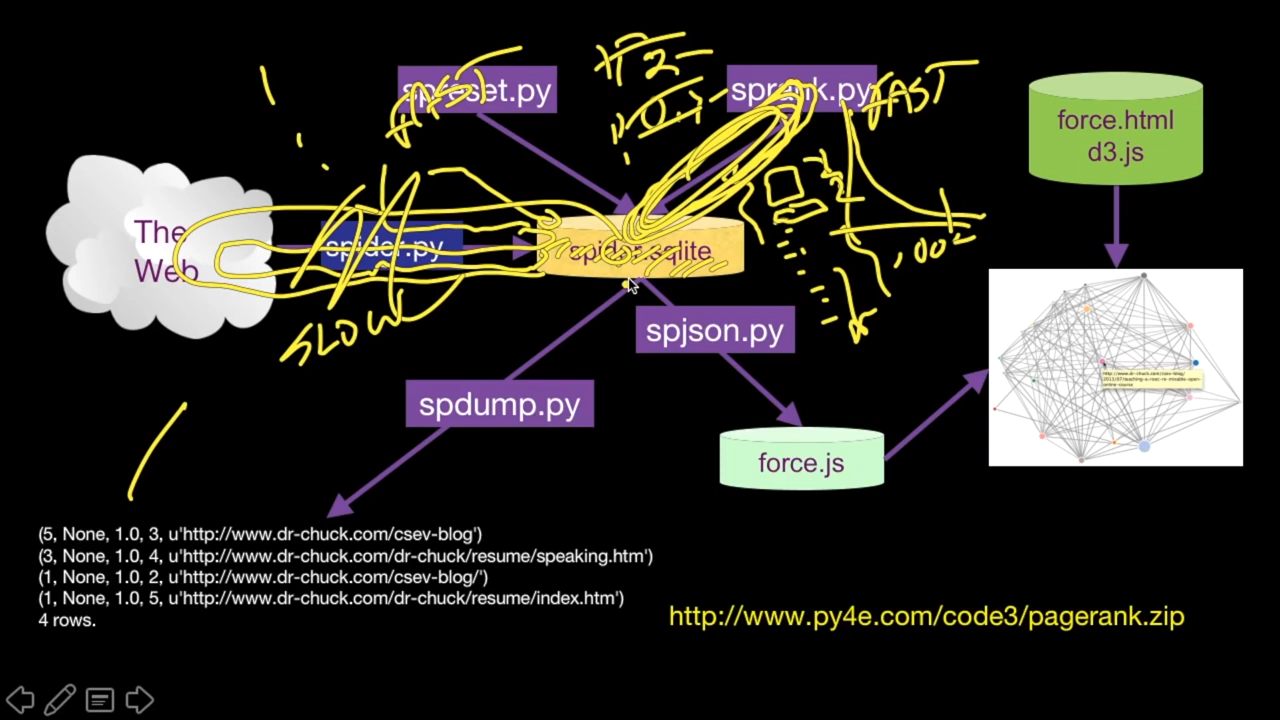 FAST
spreset.py
sprank.py
FAST
force.html
d3.js
The
Web
spider.py
spider.sqlite
.002
SLOW
spjson.py
spdump.py
force.js
(5, None, 1.0, 3, u'http://www.dr-chuck.com/csev-blog')
(3, None, 1.0, 4, u'http://www.dr-chuck.com/dr-chuck/resume/speaking.htm')
(1, None, 1.0, 2, u'http://www.dr-chuck.com/csev-blog/')
(1, None, 1.0, 5, u'http://www.dr-chuck.com/dr-chuck/resume/index.htm')
4 rows.
http://www.py4e.com/code3/pagerank.zip